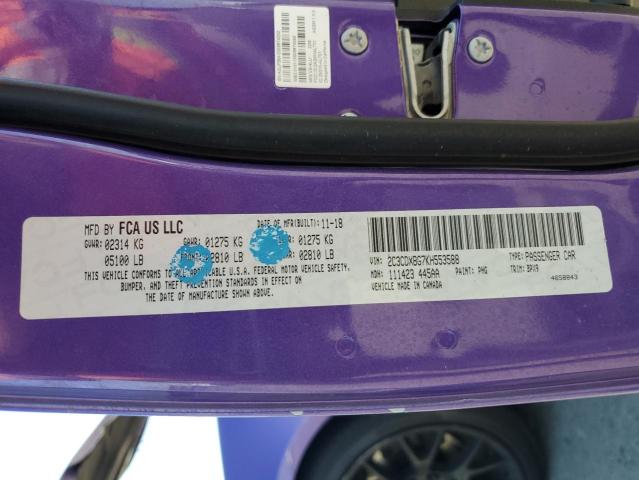 MFD BY FCA US LLC
DATE OF MFR(BUILT): 11-18
GVWR: 02314 KG
GAWR: 01275 KG
01275 KG
05100 LB
02810 LB
02810 LB
THIS VEHICLE CONFORMS TO ALL APPLICABLE U.S.A. FEDERAL MOTOR VEHICLE SAFETY,
BUMPER, AND THEFT PREVENTION STANDARDS IN EFFECT ON
THE DATE OF MANUFACTURE SHOWN ABOVE.
VIN: 2C3CDXBG7KH553588
TYPE: PASSENGER CAR
MDH: 111423 445AA
PAINT: PHG
TRIM: BPX9
VEHICLE MADE IN CANADA
4658843